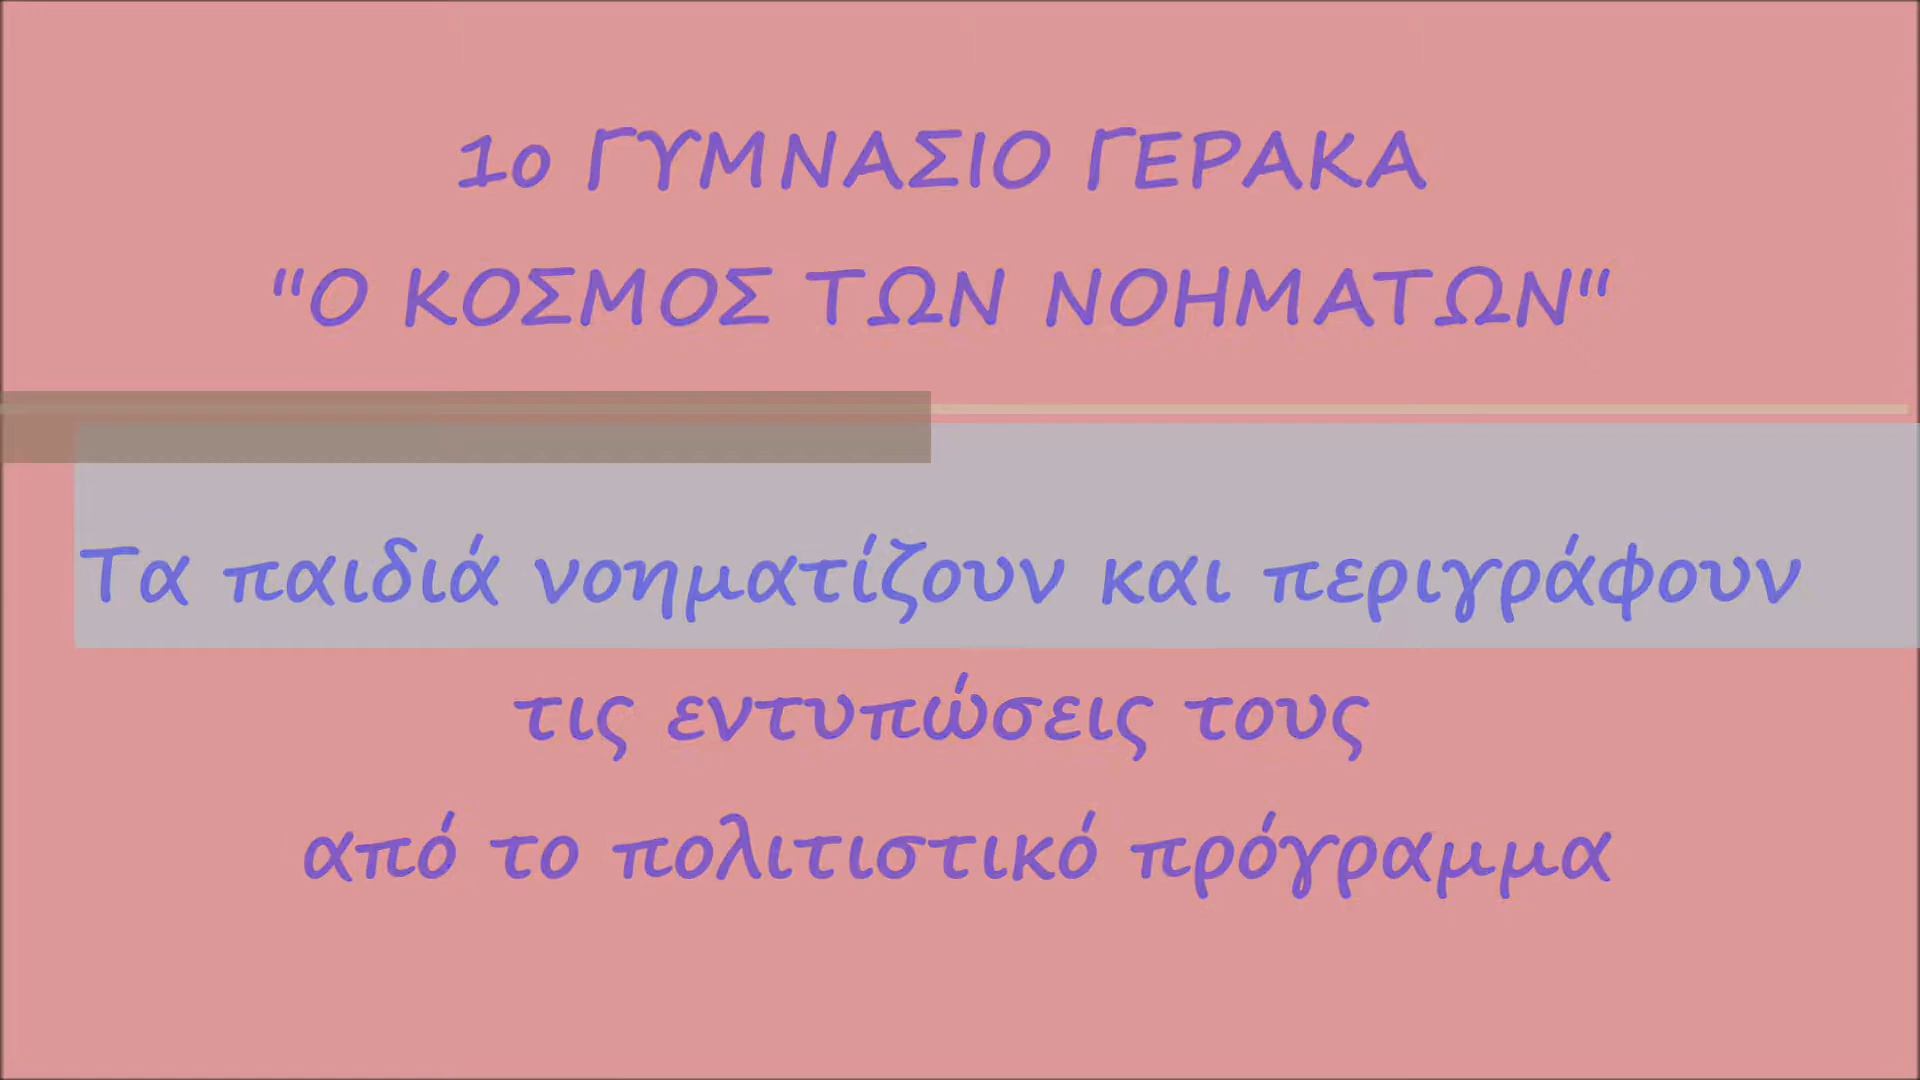 1ο ΓΥΜΝΑΣΙΟ ΓΕΡΑΚΑ
"Ο ΚΟΣΜΟΣ ΤΩΝ ΝΟΗΜΑΤΩΝ"
Τα παιδιά νοηματίζουν και περιγράφουν
τις εντυπώσεις τους
από το πολιτιστικό πρόγραμμα